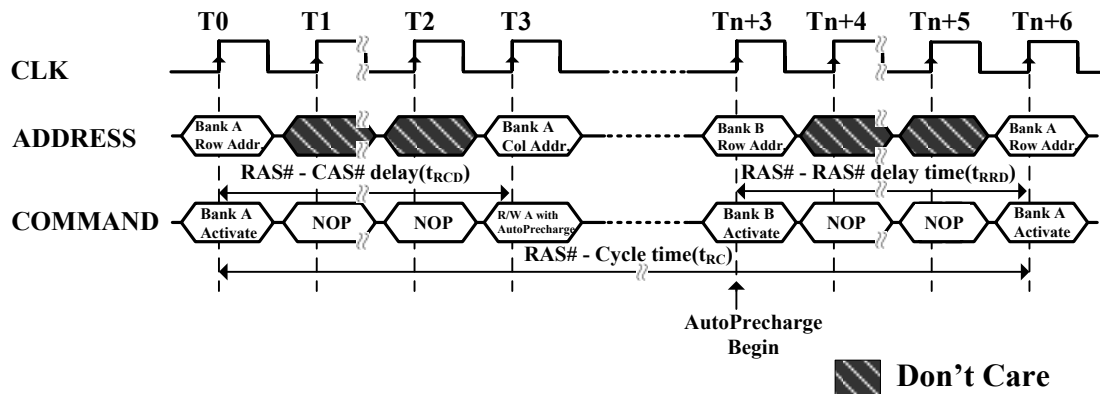 T0 T1 T2 T3 Tn+3 Tn+4 Tn+5 Tn+6
CLK
ADDRESS
Bank A
Row Addr.
Bank A
Col Addr.
Bank B
Row Addr.
Bank A
Row Addr.
RAS# - CAS# delay(tRCD)
RAS# - RAS# delay time(tRRD)
COMMAND
Bank A
Activate
NOP
NOP
R/W A with
AutoPrecharge
Bank B
Activate
NOP
NOP
Bank A
Activate
RAS# - Cycle time(tRC)
AutoPrecharge
Begin
Don't Care